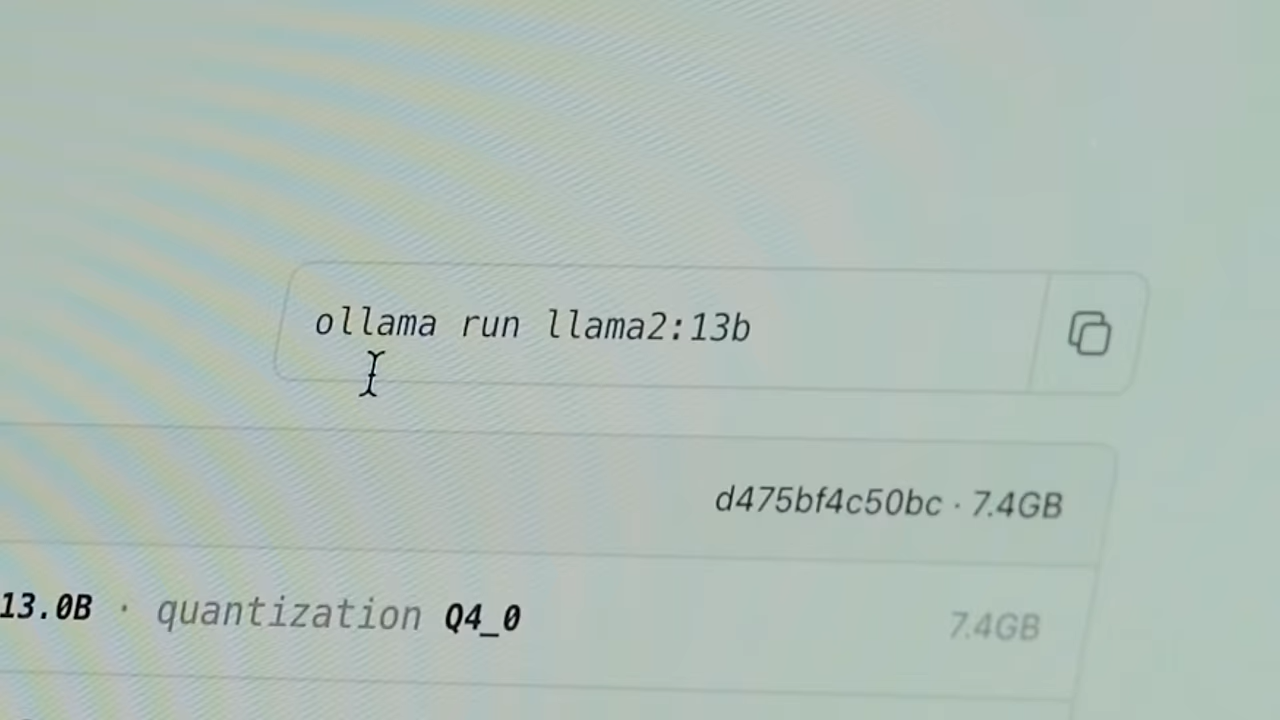 ollama run llama2:13b
d475bf4c50bc · 7.4GB
13.0B · quantization Q4_0 7.4GB